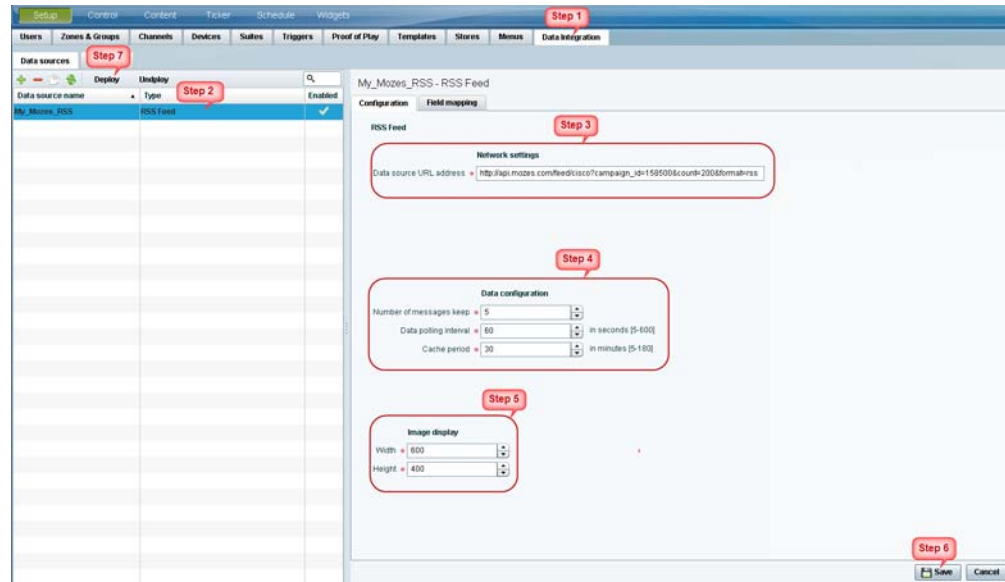 Setup Control Content Ticker Schedule Widgets
Step 1
Users Zones & Groups Channels Devices Suites Triggers Proof of Play Templates Stores Menus Data Integration
Data sources
Step 7
Deploy Undploy
Data source name Type Enabled
Step 2
My_Mozes_RSS RSS Feed
My_Mozes_RSS - RSS Feed
Configuration Field mapping
RSS Feed
Step 3
Network settings
Data source URL address * http://api.mozes.com/feed/cisco?campaign_id=158500&count=200&format=rss
Step 4
Data configuration
Number of messages keep * 5
Data polling interval * 60 in seconds [5-600]
Cache period * 30 in minutes [5-180]
Step 5
Image display
Width * 600
Height * 400
Step 6
Save Cancel